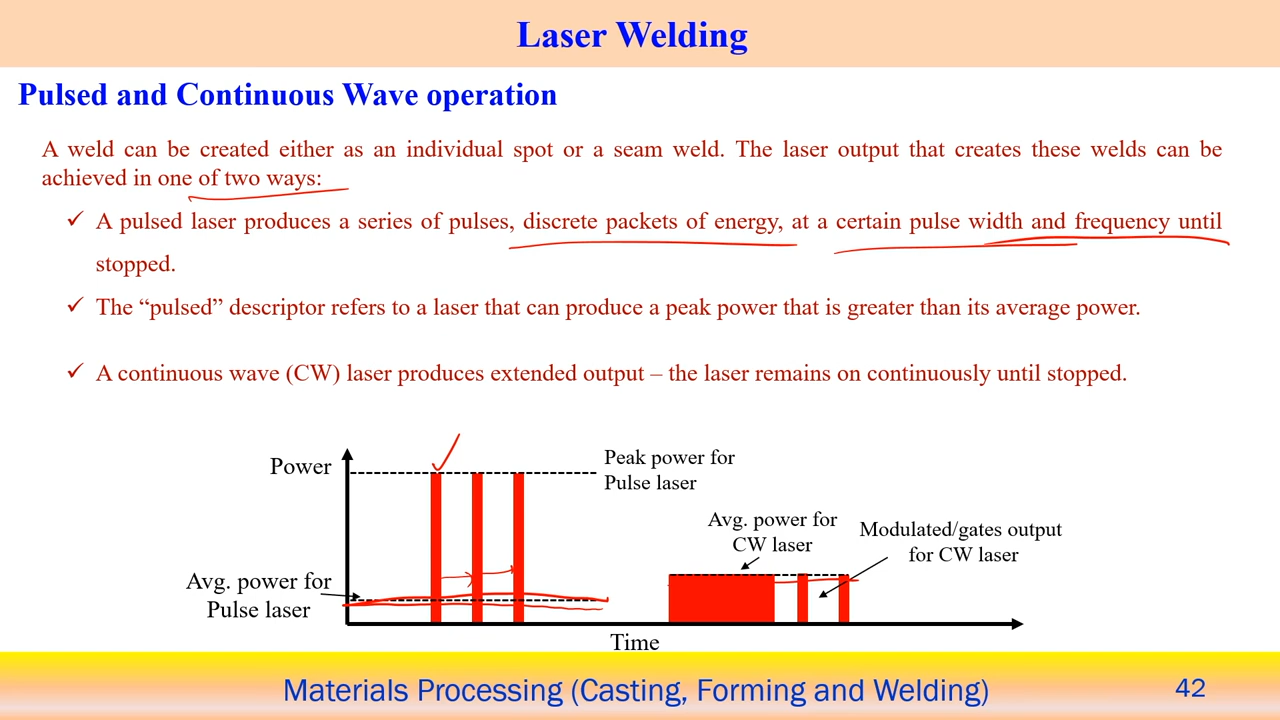 Laser Welding
Pulsed and Continuous Wave operation
A weld can be created either as an individual spot or a seam weld. The laser output that creates these welds can be
achieved in one of two ways:
✓ A pulsed laser produces a series of pulses, discrete packets of energy, at a certain pulse width and frequency until
stopped.
✓ The “pulsed” descriptor refers to a laser that can produce a peak power that is greater than its average power.
✓ A continuous wave (CW) laser produces extended output – the laser remains on continuously until stopped.
Power
Peak power for
Pulse laser
Avg. power for
CW laser
Modulated/gates output
for CW laser
Avg. power for
Pulse laser
Time
Materials Processing (Casting, Forming and Welding)
42